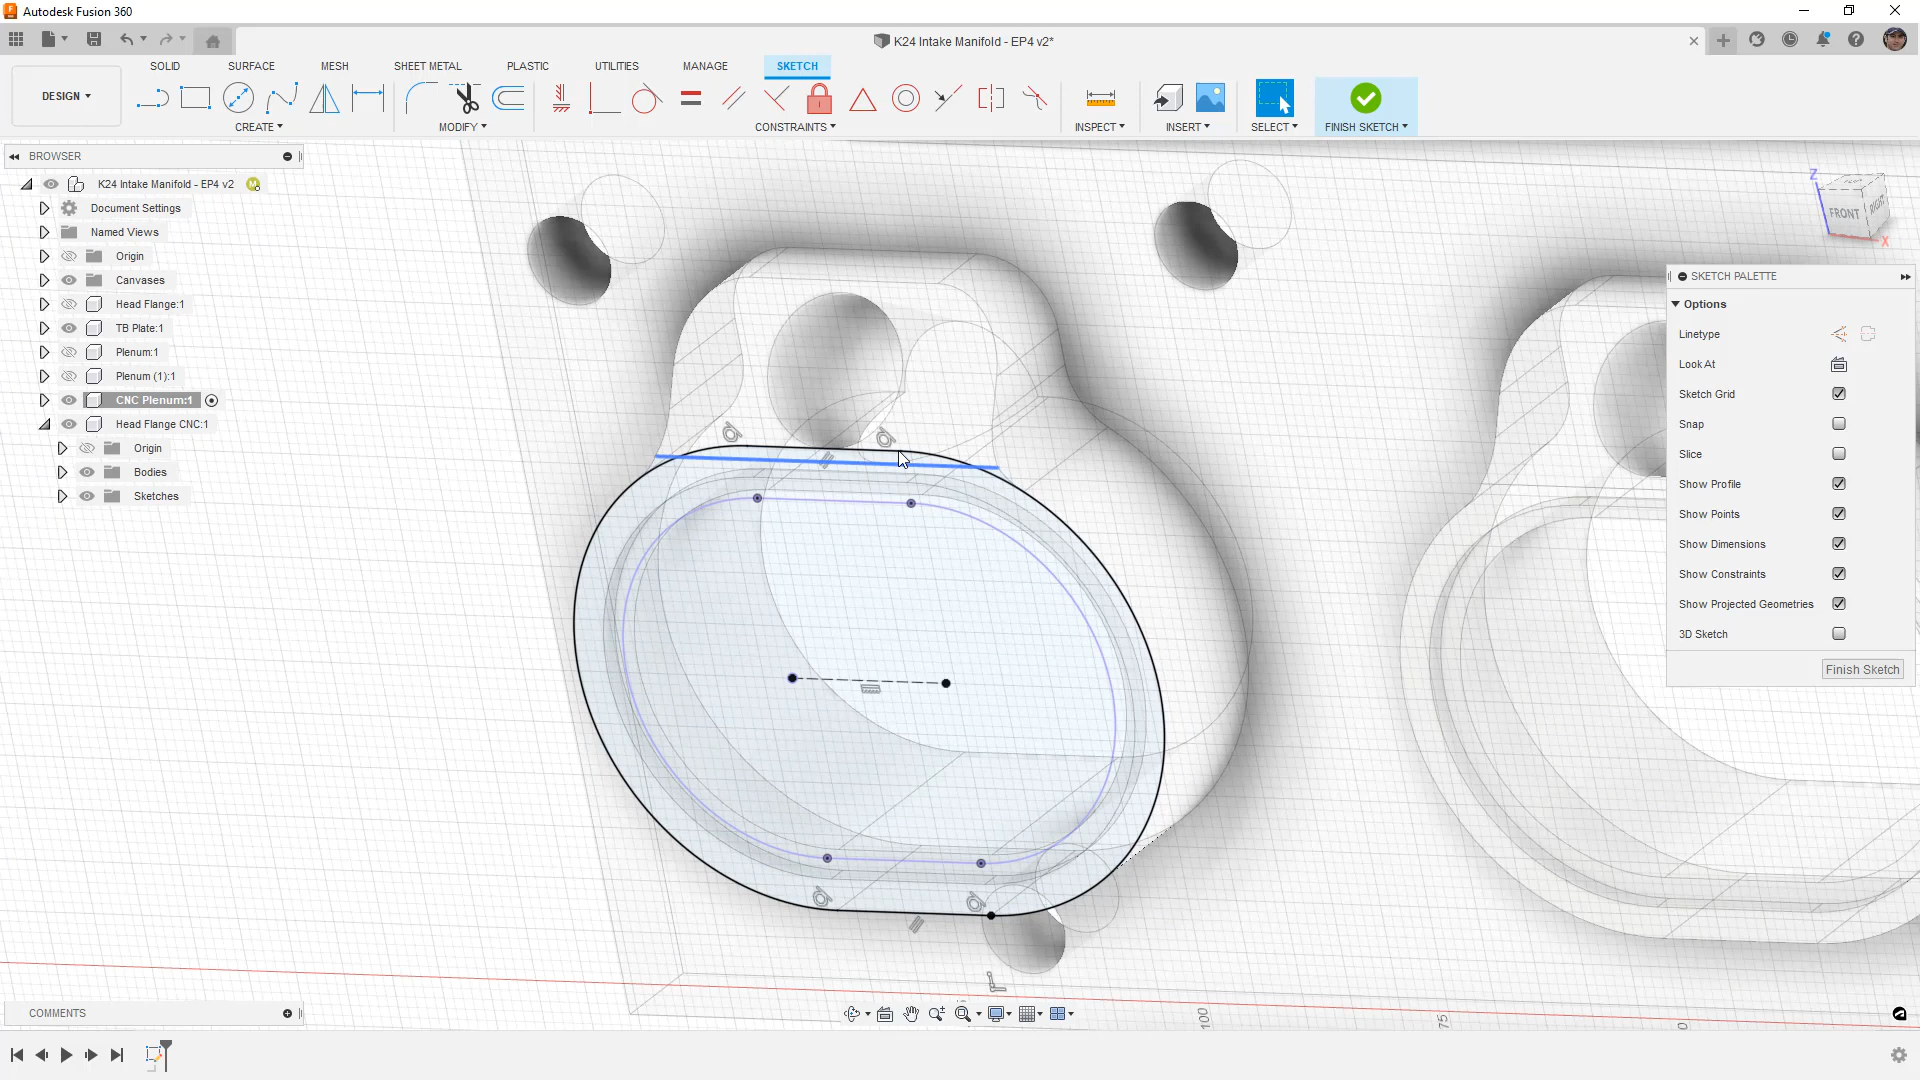 Autodesk Fusion 360
K24 Intake Manifold - EP4 v2*
DESIGN
SOLID SURFACE MESH SHEET METAL PLASTIC UTILITIES MANAGE SKETCH
CREATE MODIFY CONSTRAINTS INSPECT INSERT SELECT FINISH SKETCH
BROWSER
K24 Intake Manifold - EP4 v2
Document Settings
Named Views
Origin
Canvases
Head Flange:1
TB Plate:1
Plenum:1
Plenum (1):1
CNC Plenum:1
Head Flange CNC:1
Origin
Bodies
Sketches
Z
FRONT RIGHT
X
SKETCH PALETTE
Options
Linetype
Look At
Sketch Grid
Snap
Slice
Show Profile
Show Points
Show Dimensions
Show Constraints
Show Projected Geometries
3D Sketch
Finish Sketch
100
75
COMMENTS